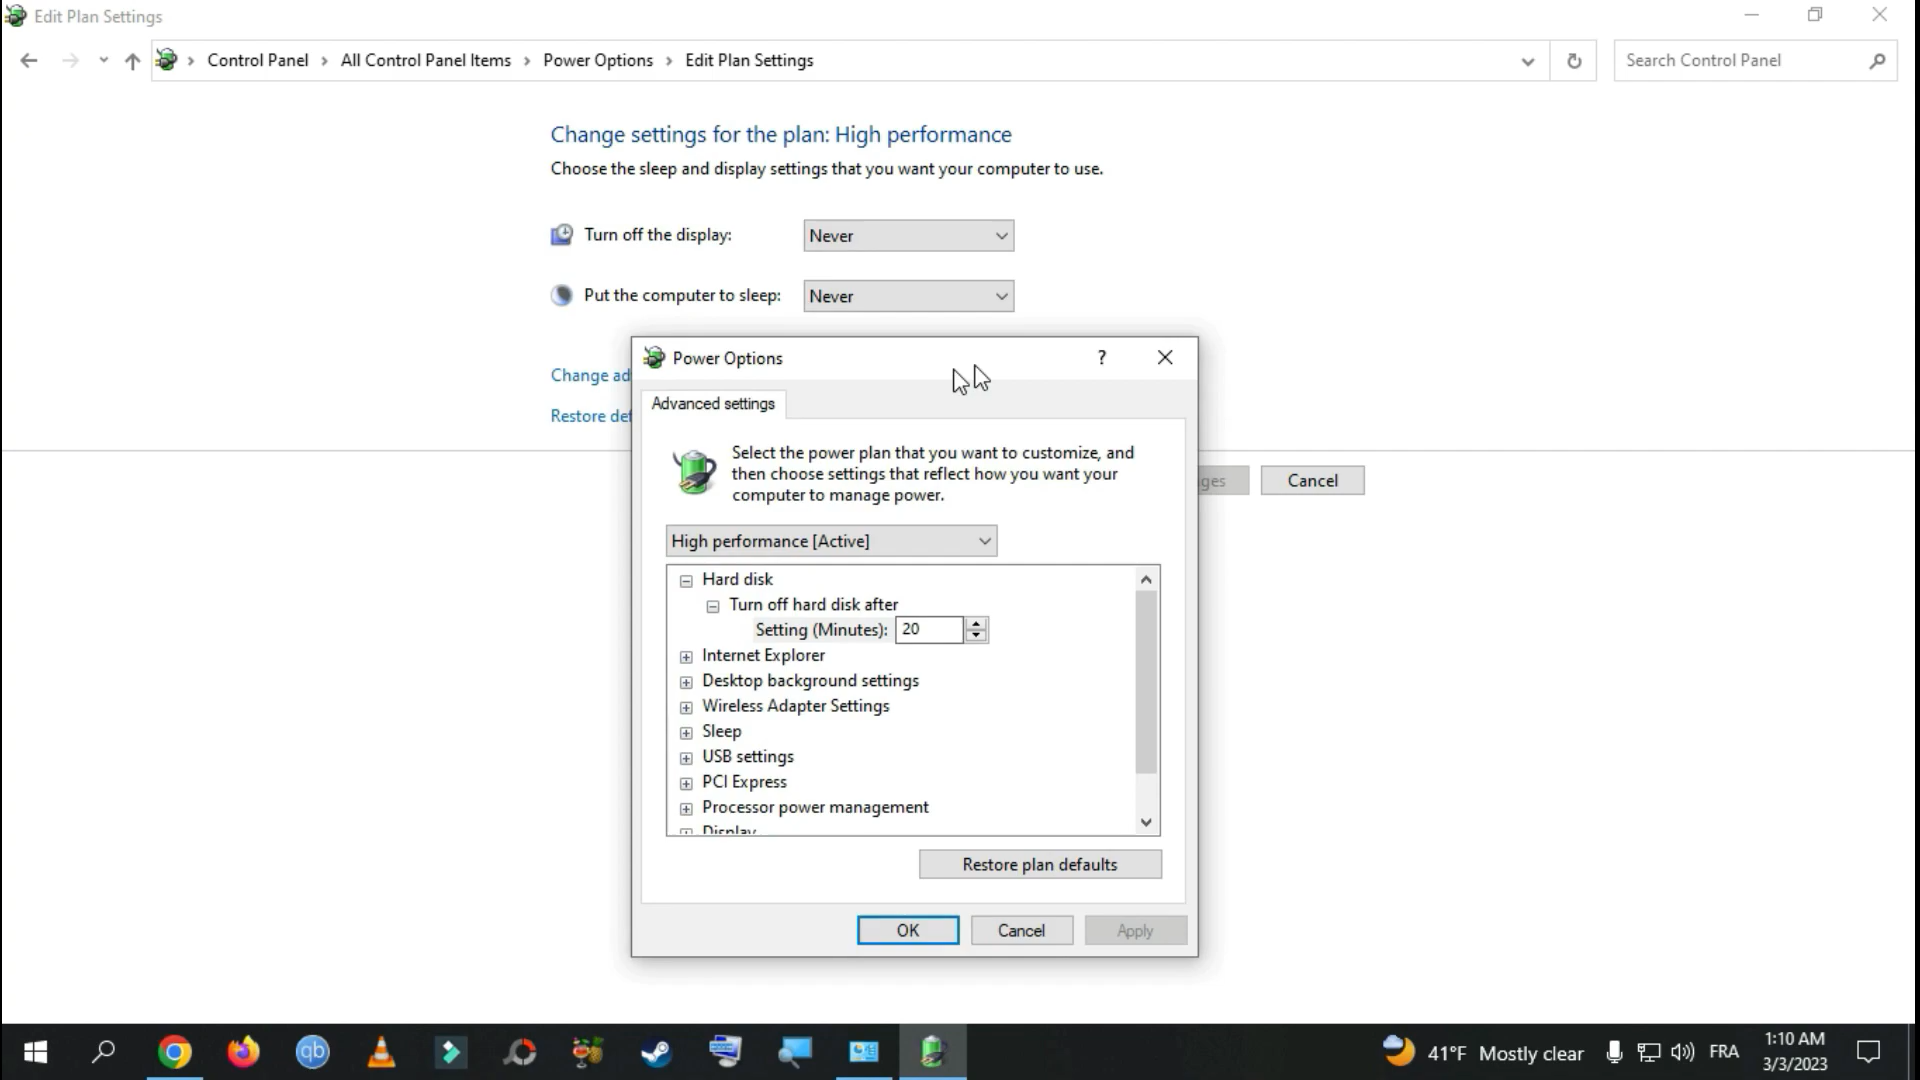 Edit Plan Settings
Control Panel > All Control Panel Items > Power Options > Edit Plan Settings
Search Control Panel
Change settings for the plan: High performance
Choose the sleep and display settings that you want your computer to use.
Turn off the display: Never
Put the computer to sleep: Never
Power Options ?
Change ad
Advanced settings
Restore def
Select the power plan that you want to customize, and
then choose settings that reflect how you want your
computer to manage power.
ges Cancel
High performance [Active]
Hard disk
Turn off hard disk after
Setting (Minutes): 20
Internet Explorer
Desktop background settings
Wireless Adapter Settings
Sleep
USB settings
PCI Express
Processor power management
Display
Restore plan defaults
OK Cancel Apply
qb
41°F Mostly clear
FRA
1:10 AM
3/3/2023